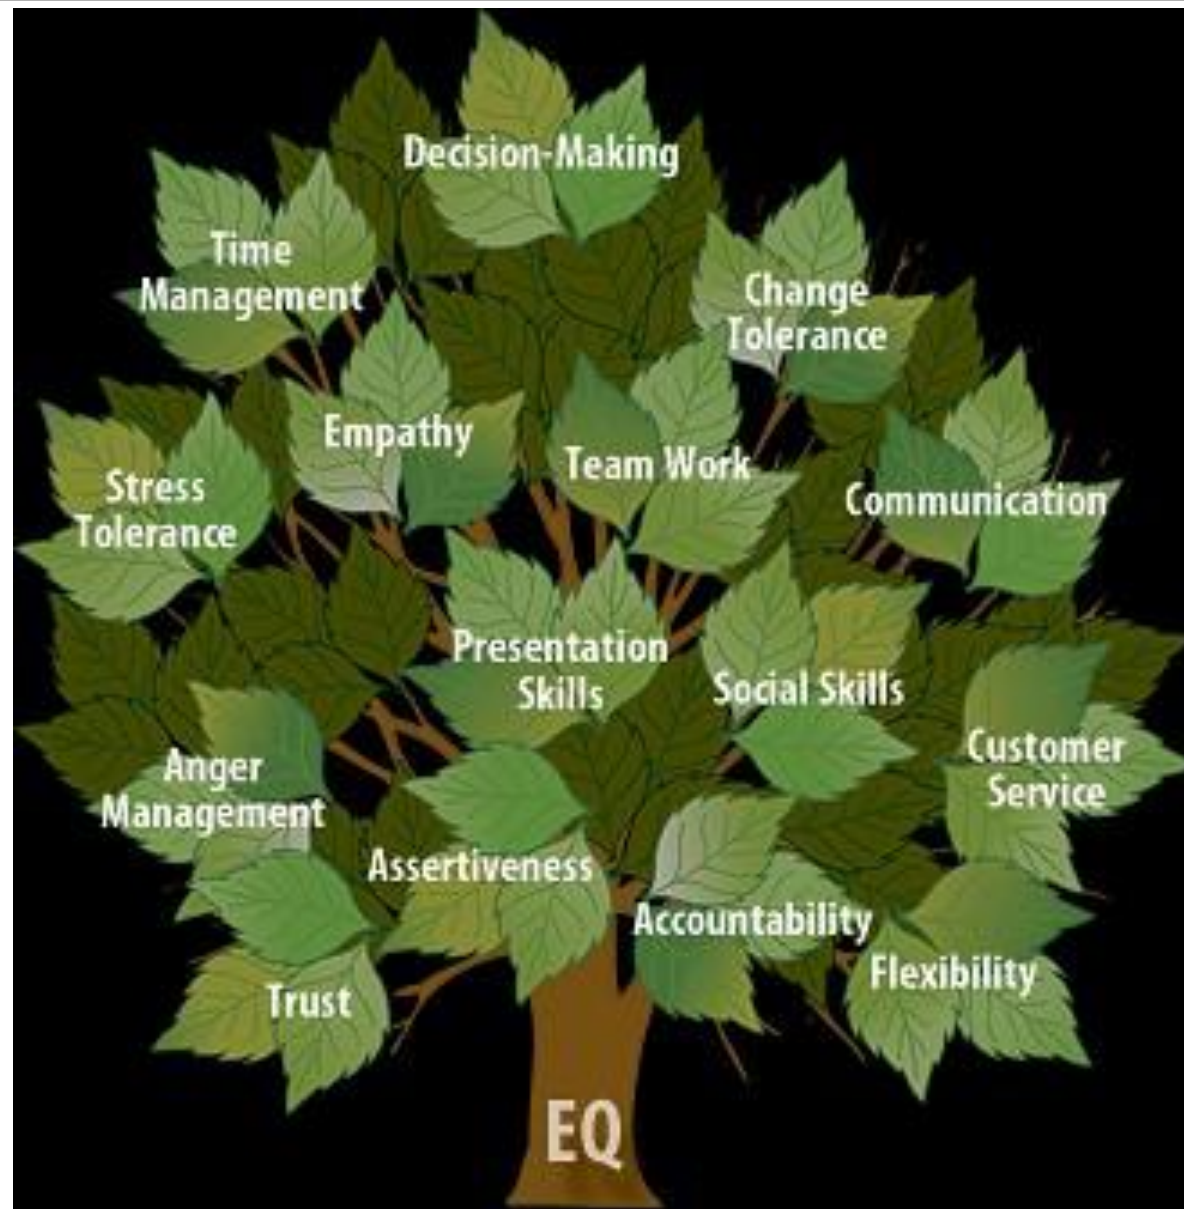 Decision-Making
Time
Management
Change
Tolerance
Empathy
Team Work
Stress
Tolerance
Communication
Presentation
Skills
Social Skills
Customer
Service
Anger
Management
Assertiveness
Accountability
Flexibility
Trust
EQ